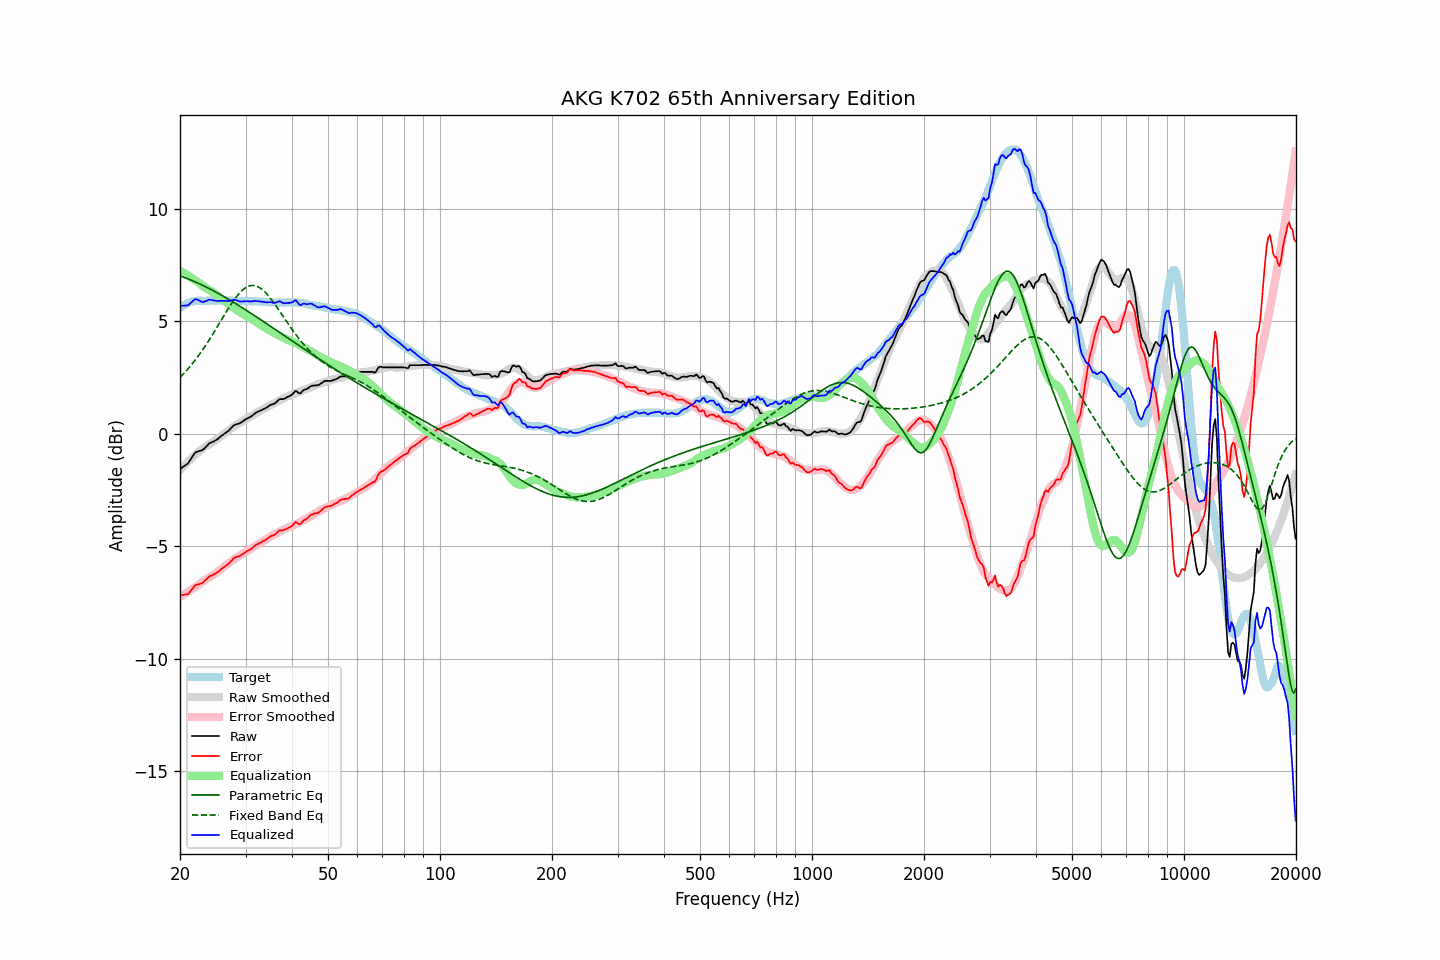 AKG K702 65th Anniversary Edition
Amplitude (dBr)
10
5
0
−5
−10
−15
Target
Raw Smoothed
Error Smoothed
Raw
Error
Equalization
Parametric Eq
Fixed Band Eq
Equalized
20 50 100 200 500 1000 2000 5000 10000 20000
Frequency (Hz)